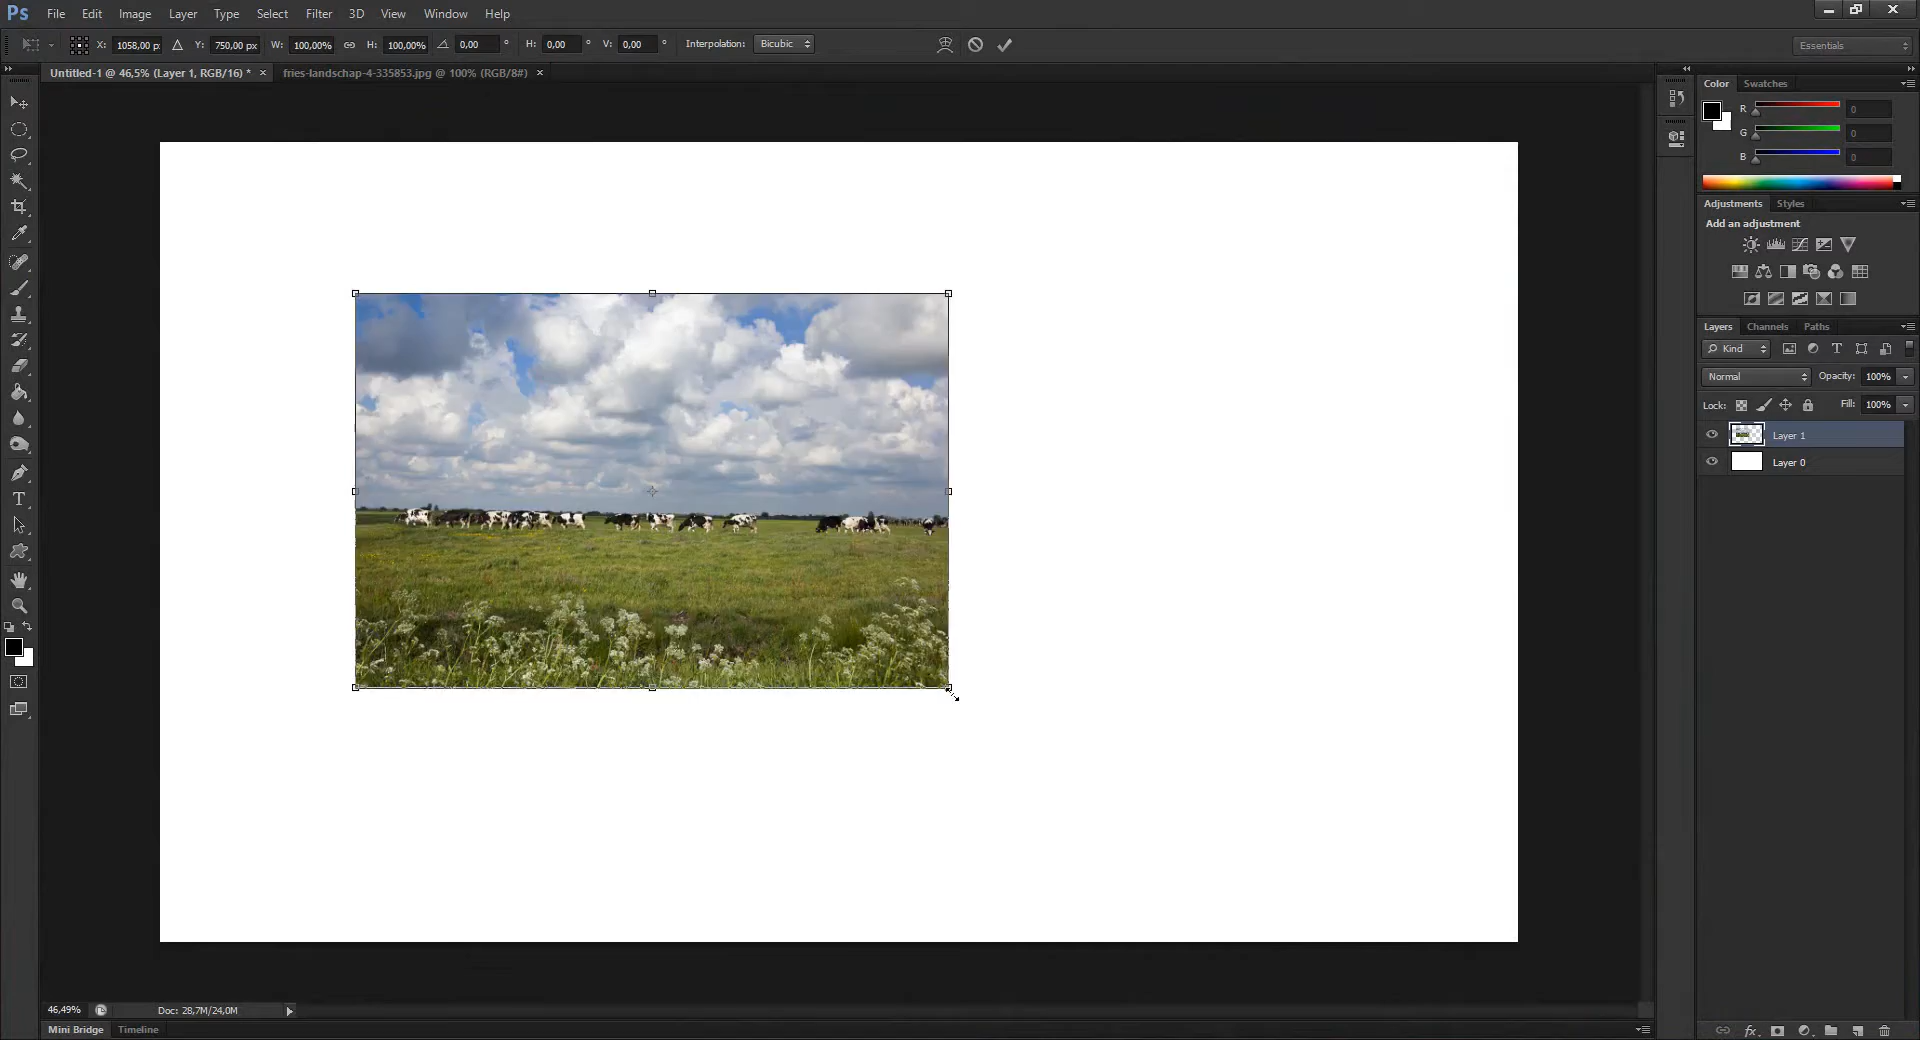 Ps File Edit Image Layer Type Select Filter 3D View Window Help
X: 1058,00 p Y: 750,00 px W: 100,00% H: 100,00% 0,00 ° H: 0,00 ° V: 0,00 ° Interpolation: Bicubic Essentials
Untitled-1 @ 46,5% (Layer 1, RGB/16) * × fries-landschap-4-335853.jpg @ 100% (RGB/8#) ×
Color Swatches
R 0
G 0
B 0
Adjustments Styles
Add an adjustment
Layers Channels Paths
Kind
Normal Opacity: 100%
Lock: Fill: 100%
Layer 1
Layer 0
T
46,49% Doc: 28,7M/24,0M
Mini Bridge Timeline
fx